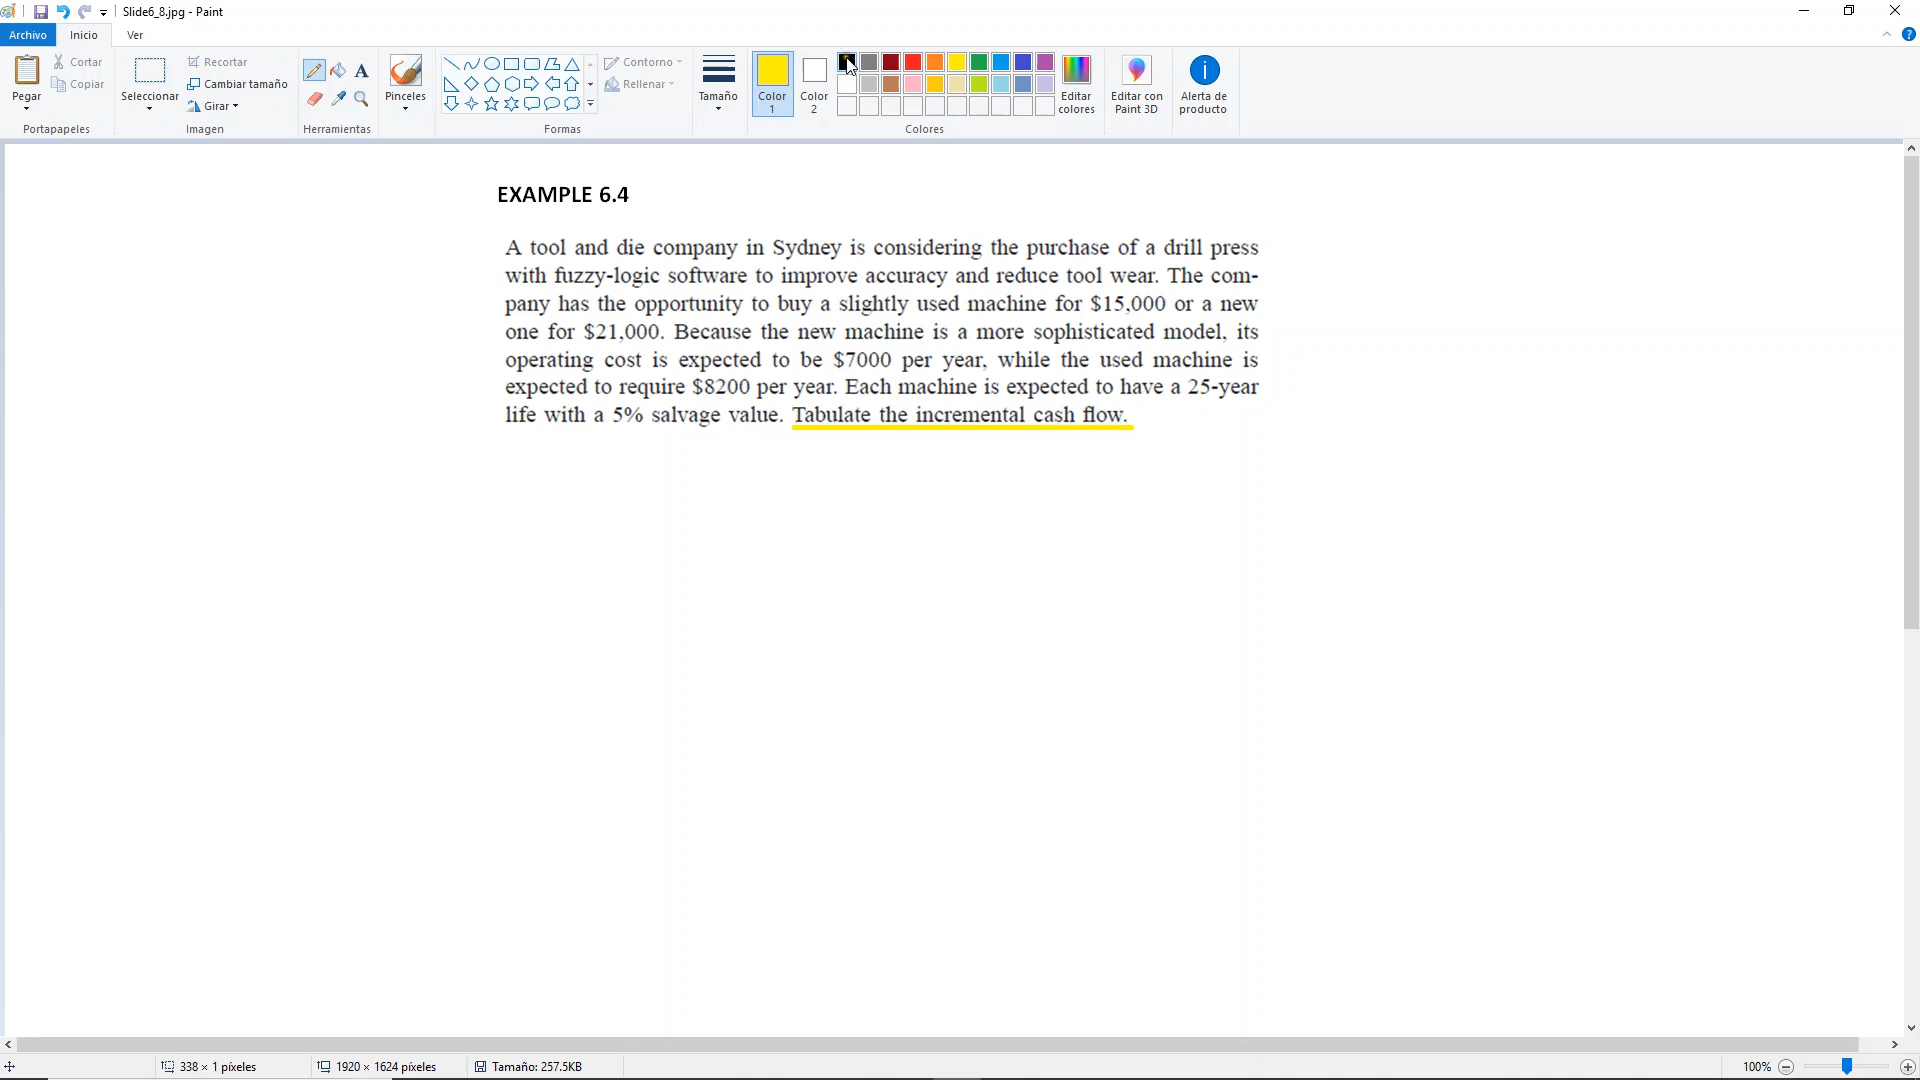 Slide6_8.jpg - Paint
Archivo
Inicio
Ver
Pegar
Cortar
Copiar
Portapapeles
Seleccionar
Recortar
Cambiar tamaño
Girar
Imagen
A
Herramientas
Pinceles
Contorno
Rellenar
Formas
Tamaño
Color 1
Color 2
Colores
Editar colores
Editar con Paint 3D
Alerta de producto
EXAMPLE 6.4
A tool and die company in Sydney is considering the purchase of a drill press
with fuzzy-logic software to improve accuracy and reduce tool wear. The com-
pany has the opportunity to buy a slightly used machine for $15,000 or a new
one for $21,000. Because the new machine is a more sophisticated model, its
operating cost is expected to be $7000 per year, while the used machine is
expected to require $8200 per year. Each machine is expected to have a 25-year
life with a 5% salvage value. Tabulate the incremental cash flow.
338 × 1 píxeles
1920 × 1624 píxeles
Tamaño: 257.5KB
100%